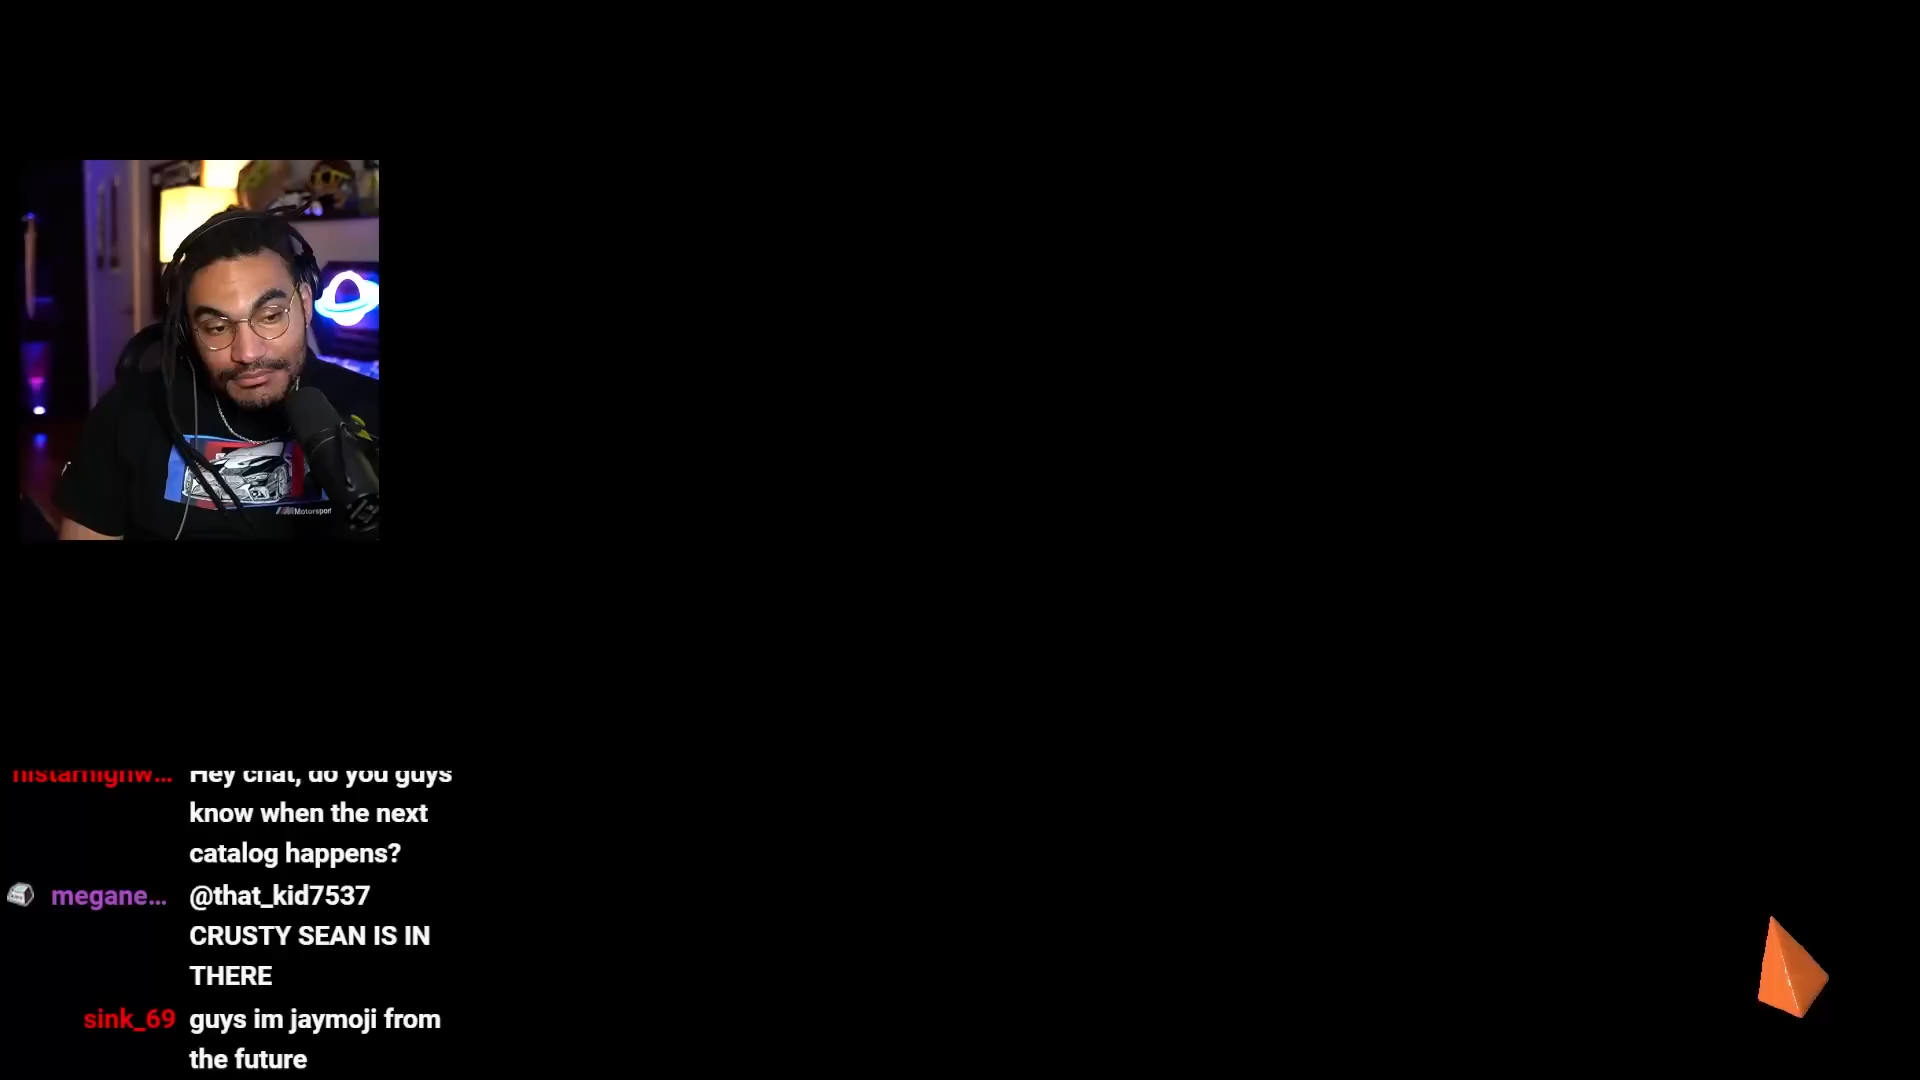 Motorsport
Hey chat, do you guys
know when the next
catalog happens?
megane... @that_kid7537
CRUSTY SEAN IS IN
THERE
sink_69 guys im jaymoji from
the future